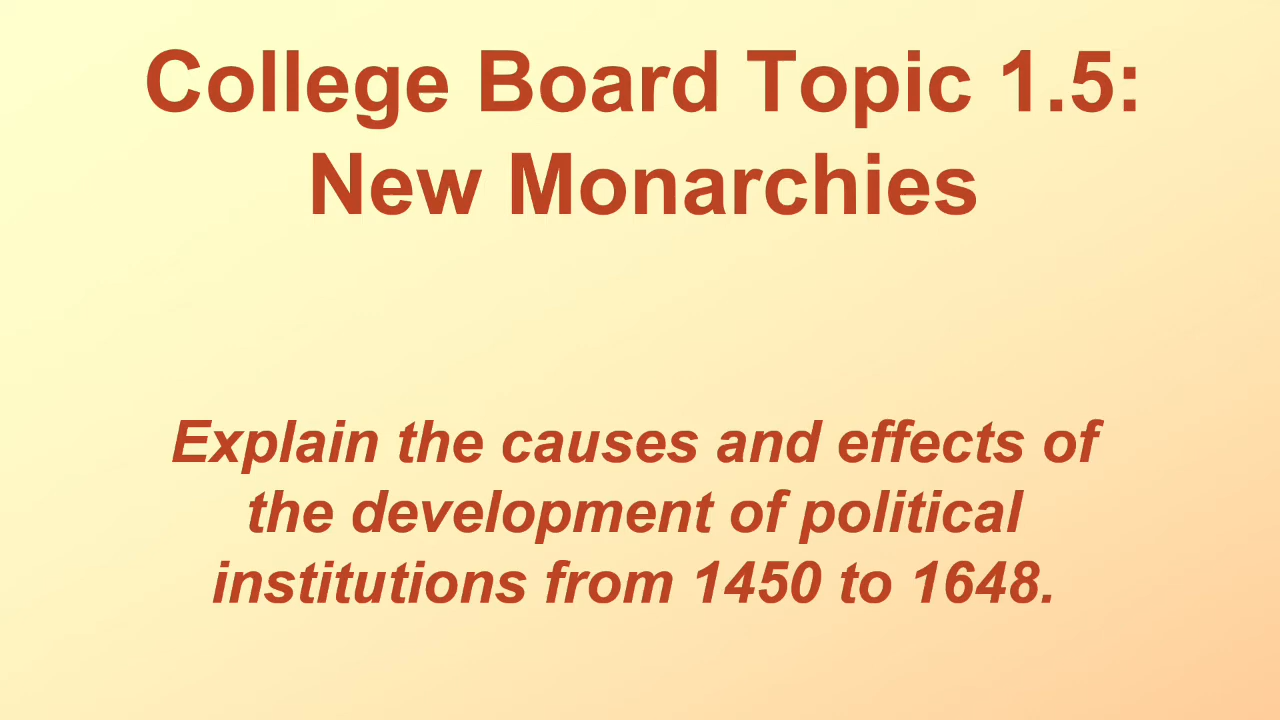 College Board Topic 1.5:
New Monarchies
Explain the causes and effects of
the development of political
institutions from 1450 to 1648.